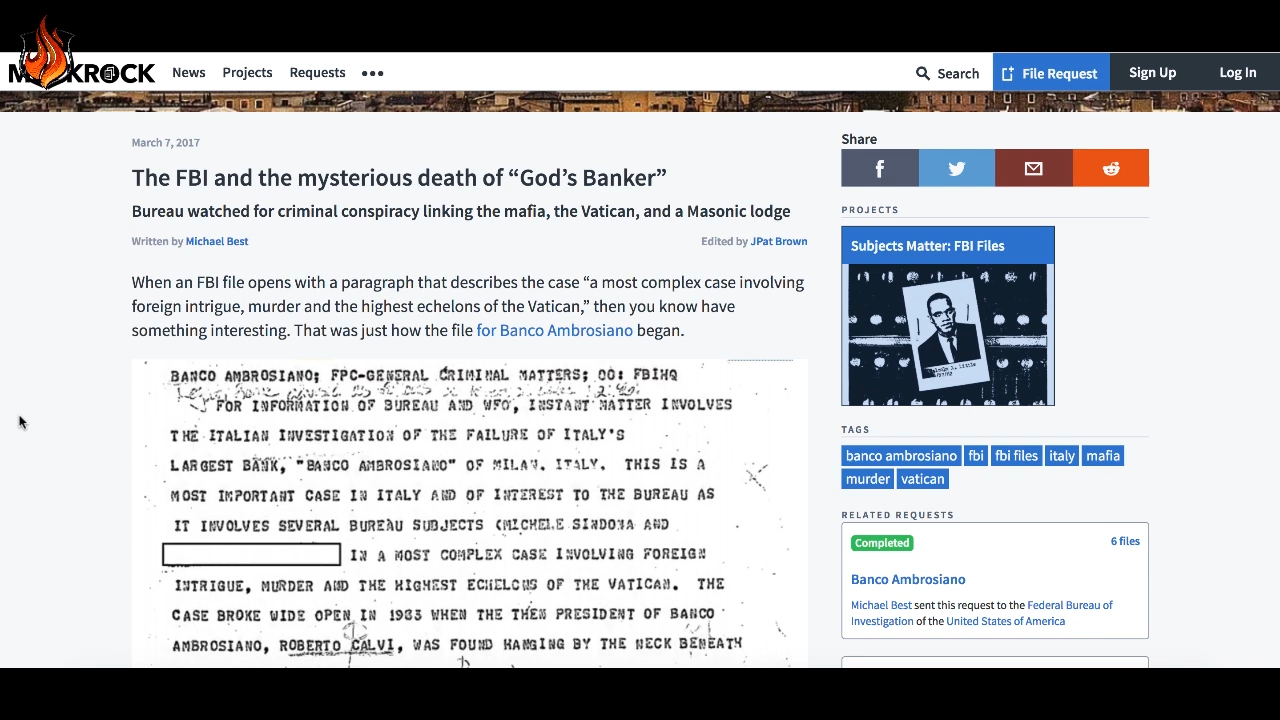 M KROCK
News
Projects
Requests
Search
File Request
Sign Up
Log In
March 7, 2017
The FBI and the mysterious death of “God’s Banker”
Bureau watched for criminal conspiracy linking the mafia, the Vatican, and a Masonic lodge
Written by Michael Best
Edited by JPat Brown
When an FBI file opens with a paragraph that describes the case “a most complex case involving
foreign intrigue, murder and the highest echelons of the Vatican,” then you know have
something interesting. That was just how the file for Banco Ambrosiano began.
BANCO AMBROSIANO; FPC-GENERAL CRIMINAL MATTERS; OO: FBIHQ
FOR INFORMATION OF BUREAU AND WFO, INSTANT MATTER INVOLVES
THE ITALIAN INVESTIGATION OF THE FAILURE OF ITALY'S
LARGEST BANK, "BANCO AMBROSIANO" OF MILAN, ITALY. THIS IS A
MOST IMPORTANT CASE IN ITALY AND OF INTEREST TO THE BUREAU AS
IT INVOLVES SEVERAL BUREAU SUBJECTS (MICHELE SINDONA AND
IN A MOST COMPLEX CASE INVOLVING FOREIGN
INTRIGUE, MURDER AND THE HIGHEST ECHELONS OF THE VATICAN. THE
CASE BROKE WIDE OPEN IN 1983 WHEN THE THEN PRESIDENT OF BANCO
AMBROSIANO, ROBERTO CALVI, WAS FOUND HANGING BY THE NECK BENEATH
Share
PROJECTS
Subjects Matter: FBI Files
TAGS
banco ambrosiano
fbi
fbi files
italy
mafia
murder
vatican
RELATED REQUESTS
Completed
6 files
Banco Ambrosiano
Michael Best sent this request to the Federal Bureau of
Investigation of the United States of America